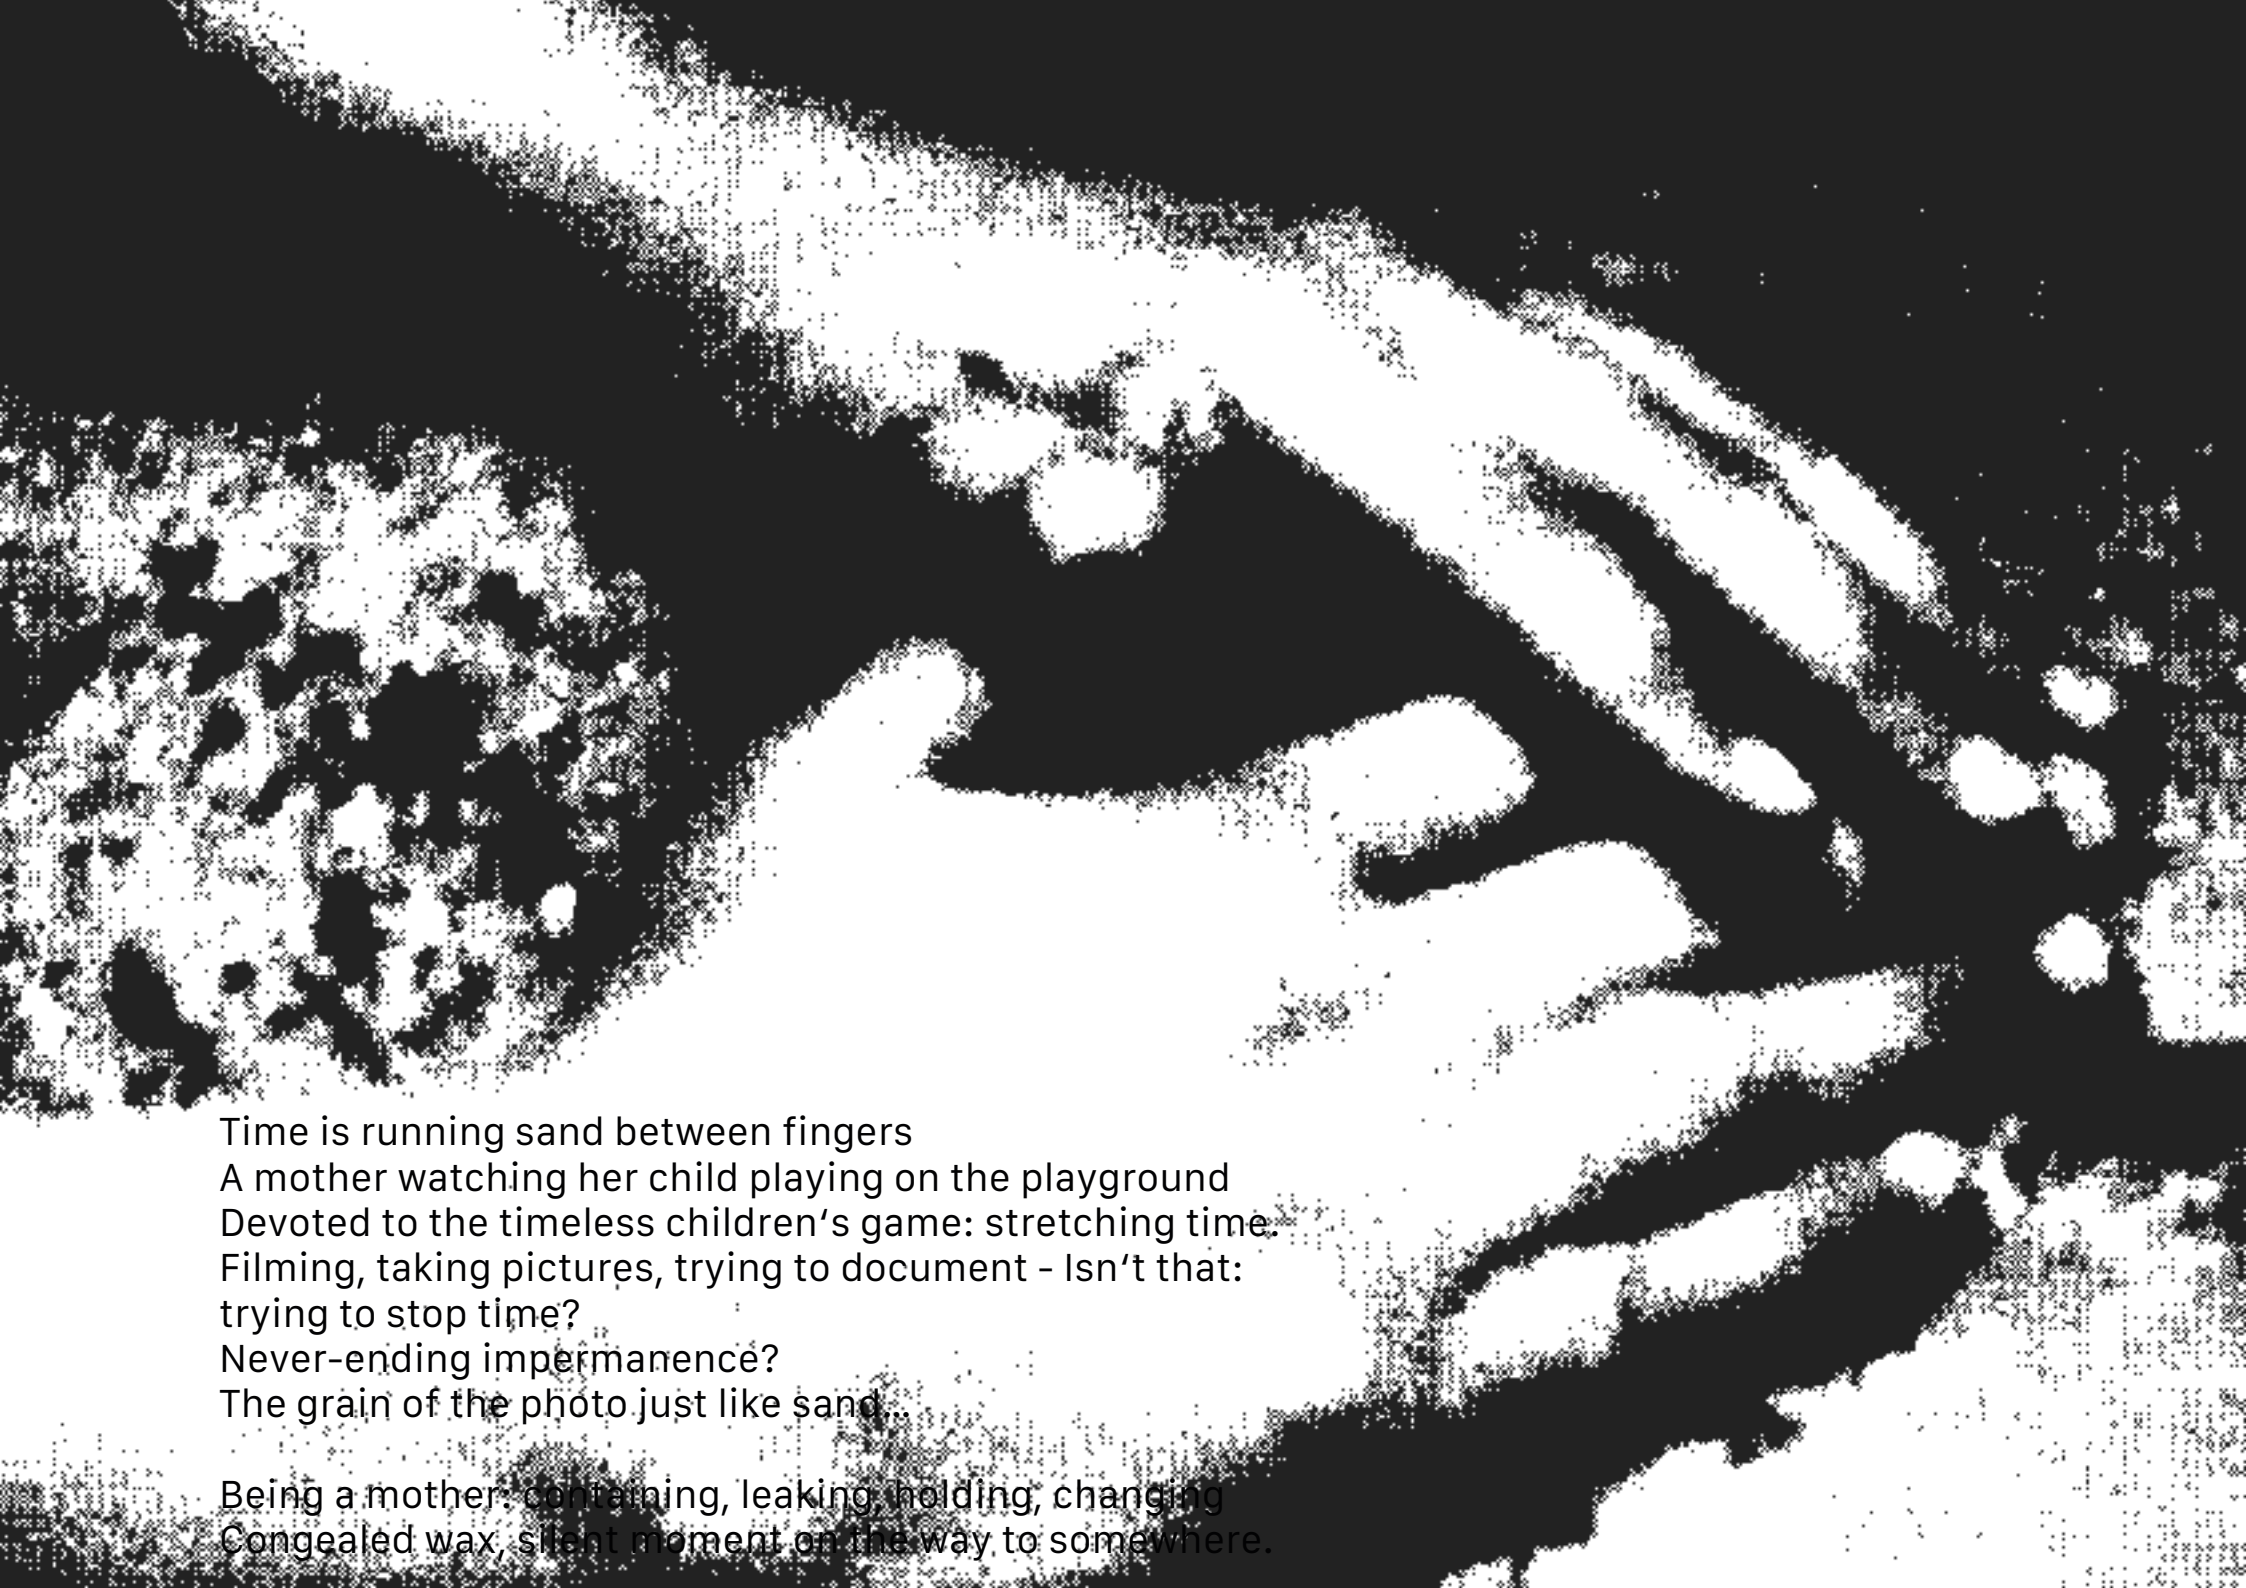 Time is running sand between fingers
A mother watching her child playing on the playground
Devoted to the timeless children‘s game: stretching time.
Filming, taking pictures, trying to document - Isn‘t that:
trying to stop time?
Never-ending impermanence?
The grain of the photo just like sand...
Being a mother: containing, leaking, holding, changing
Congealed wax, silent moment on the way to somewhere.